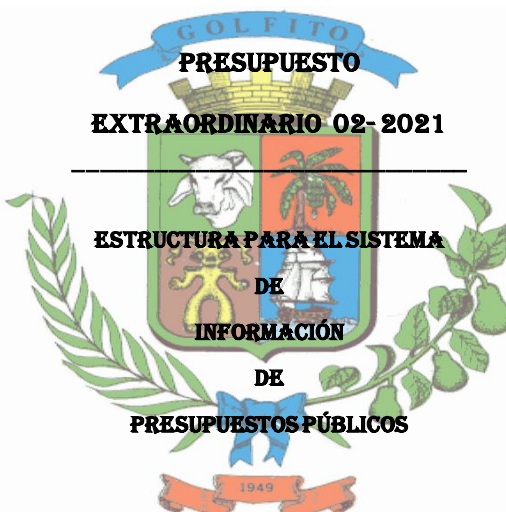 GOLFITO
PRESUPUESTO
EXTRAORDINARIO 02- 2021
ESTRUCTURA PARA EL SISTEMA
DE
INFORMACIÓN
DE
PRESUPUESTOS PÚBLICOS
1949